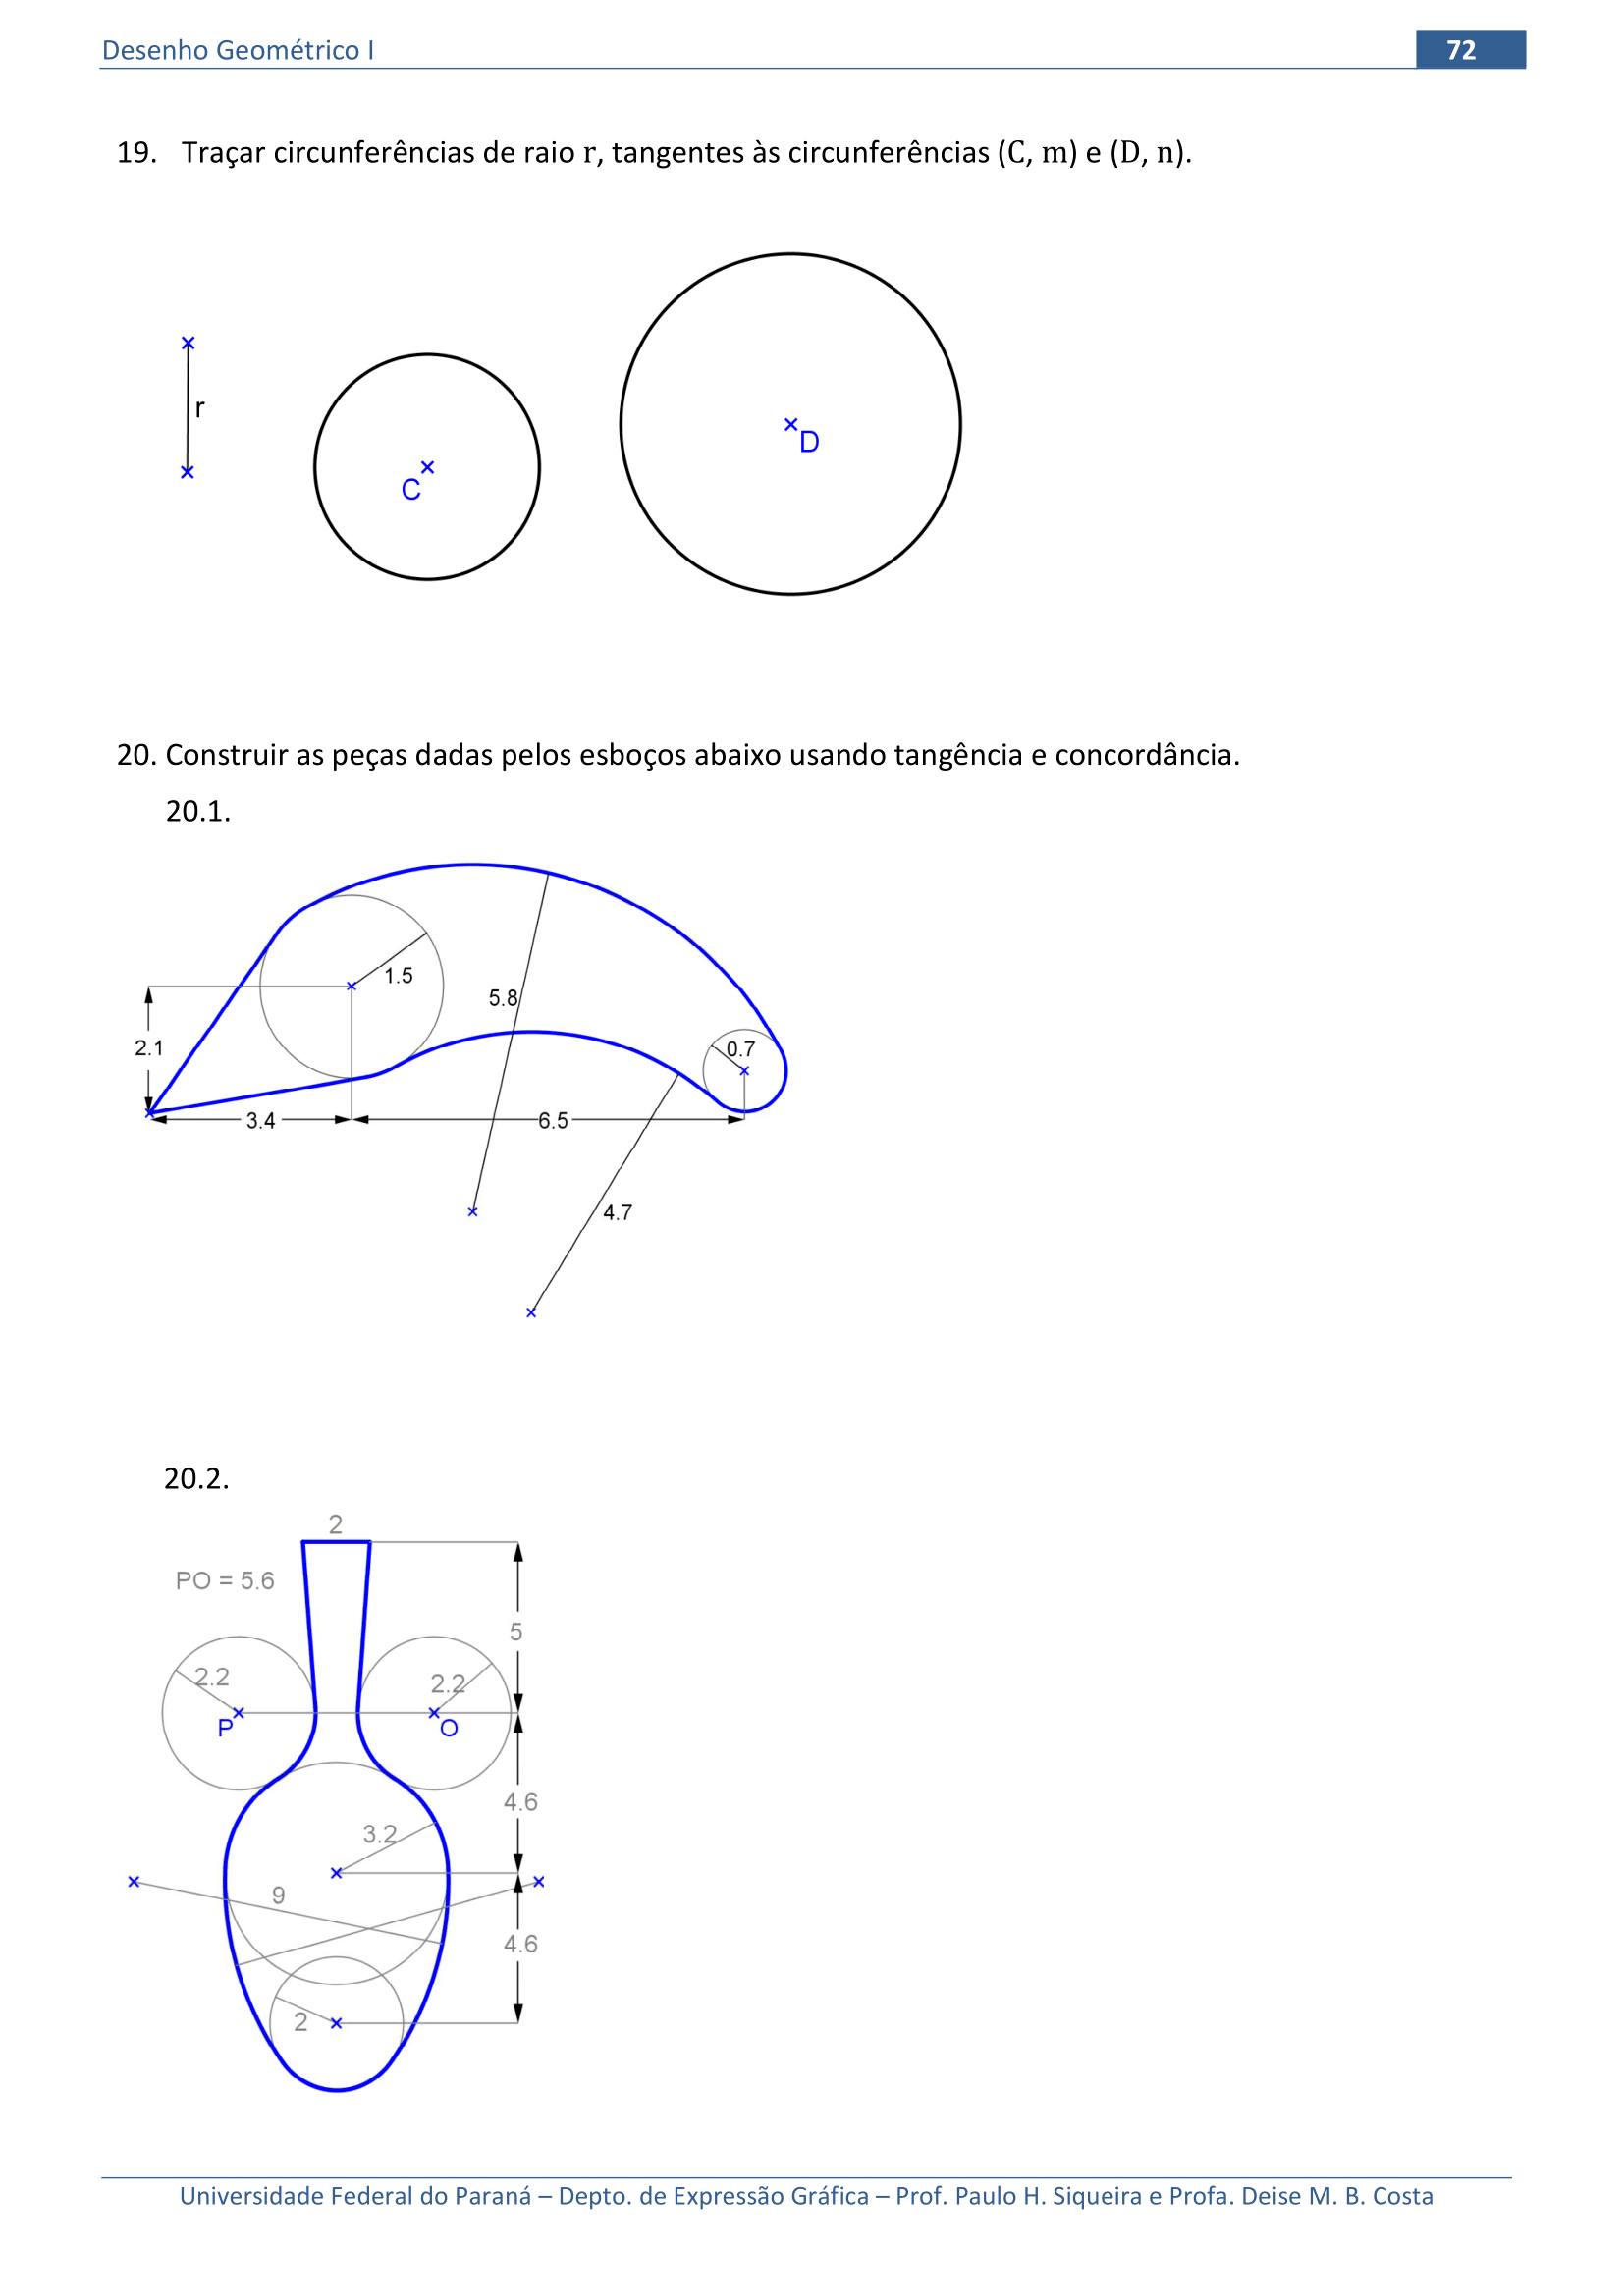 Desenho Geométrico I 72
19. Traçar circunferências de raio r, tangentes às circunferências (C, m) e (D, n).
r
C
D
20. Construir as peças dadas pelos esboços abaixo usando tangência e concordância.
20.1.
1.5
5.8
2.1
0.7
3.4
6.5
4.7
20.2.
2
PO = 5.6
5
2.2
2.2
P
O
4.6
3.2
9
4.6
2
Universidade Federal do Paraná – Depto. de Expressão Gráfica – Prof. Paulo H. Siqueira e Profa. Deise M. B. Costa